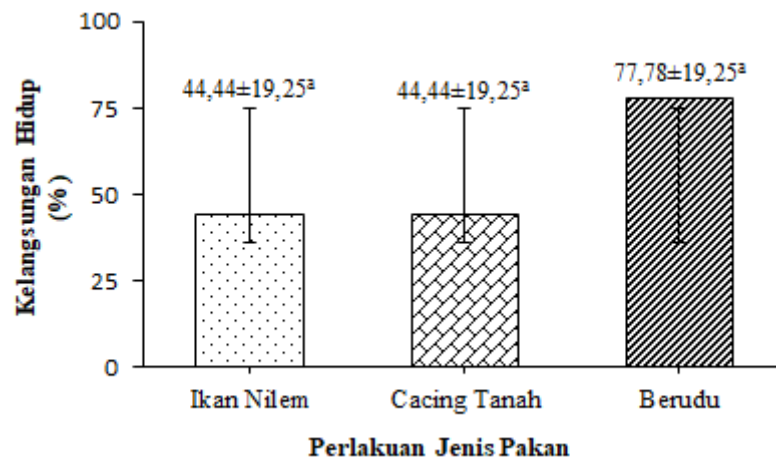 Kelangsungan Hidup
(%)
100
75
50
25
0
44,44±19,25ª
44,44±19,25ª
77,78±19,25ª
Ikan Nilem
Cacing Tanah
Berudu
Perlakuan Jenis Pakan